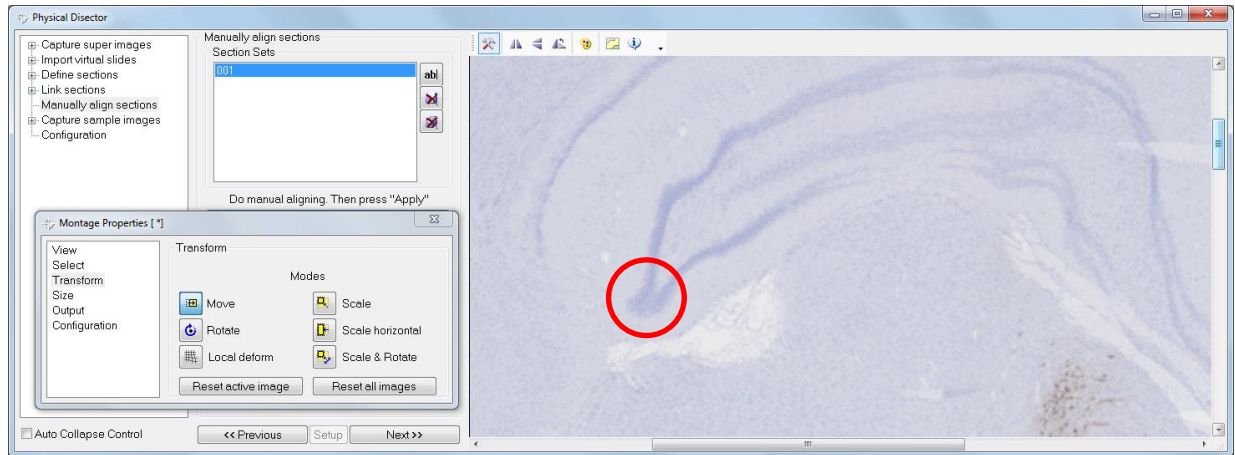 Physical Disector
Capture super images
Import virtual slides
Define sections
Link sections
Manually align sections
Capture sample images
Configuration
Manually align sections
Section Sets
001
ab|
Do manual aligning. Then press "Apply"
Montage Properties [ *]
View
Select
Transform
Size
Output
Configuration
Transform
Modes
Move
Scale
Rotate
Scale horizontal
Local deform
Scale & Rotate
Reset active image
Reset all images
Auto Collapse Control
<< Previous
Setup
Next >>